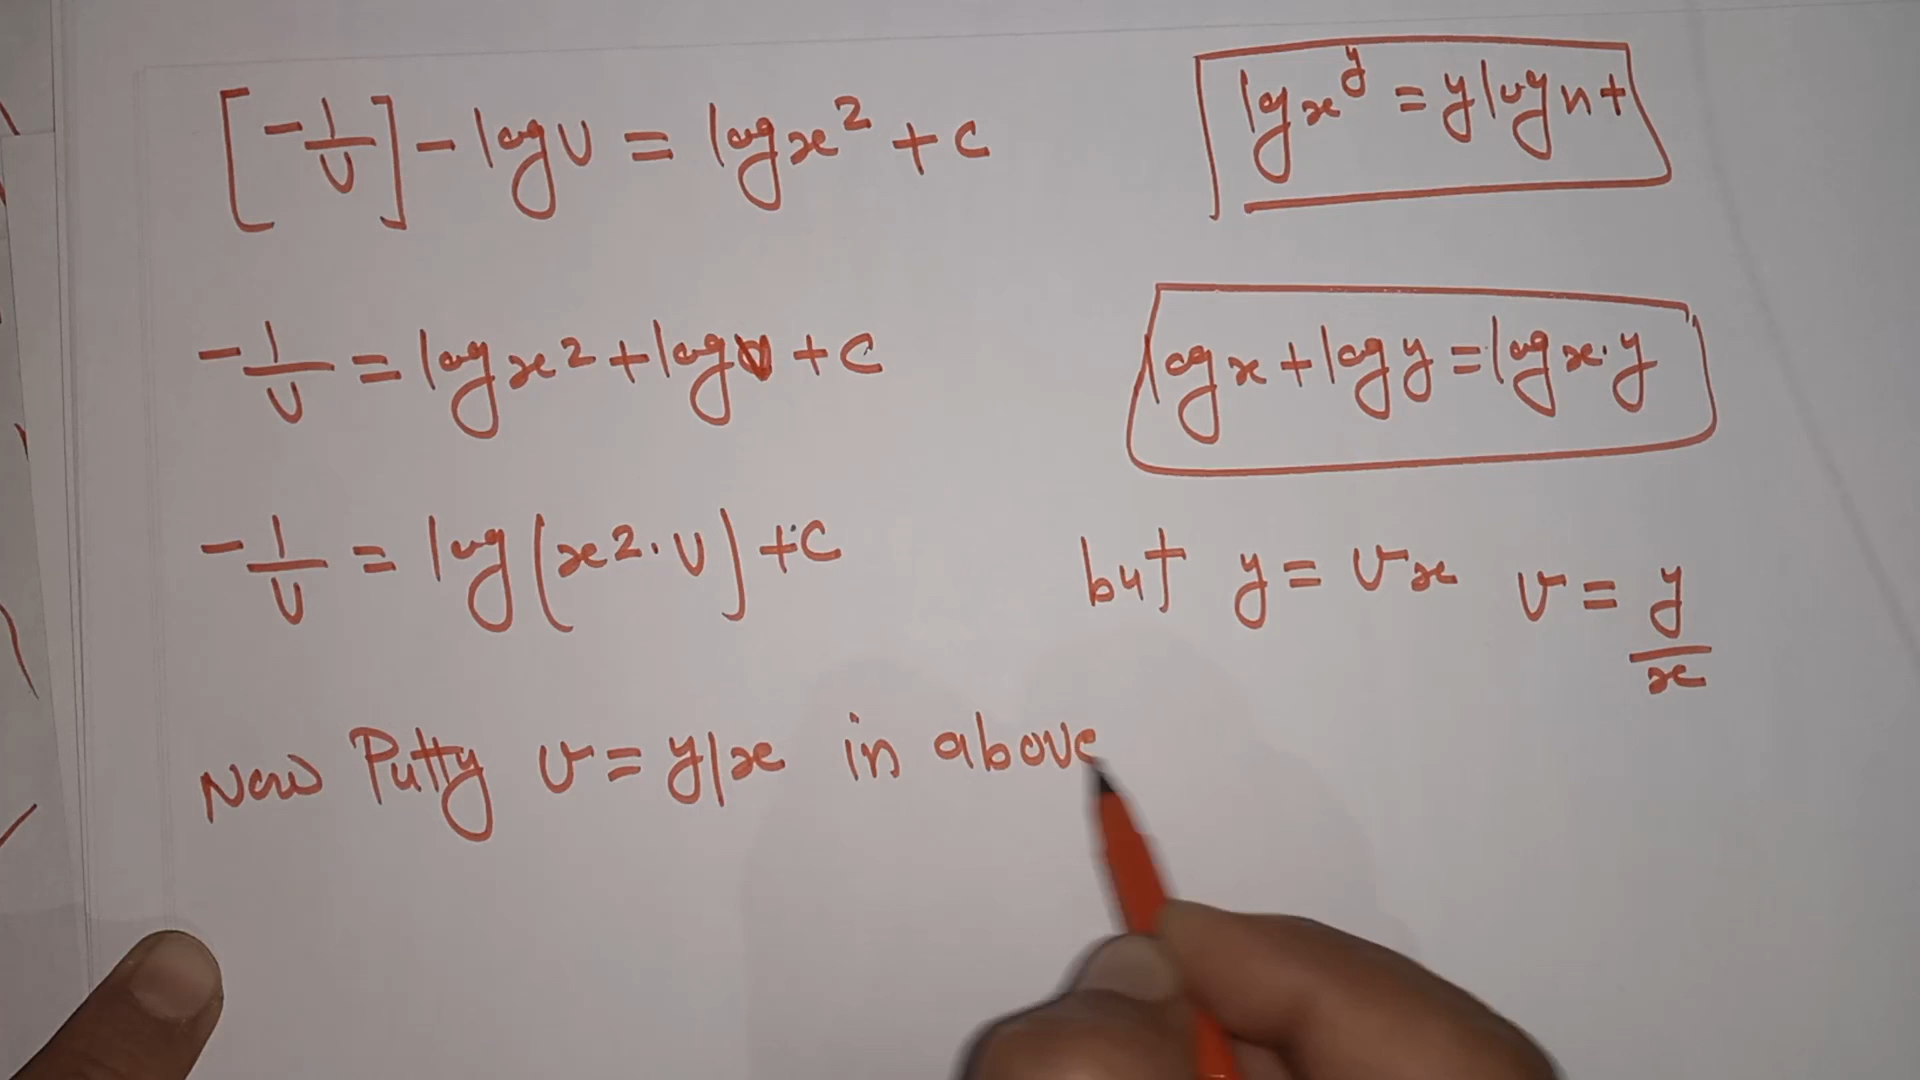 [-1/v] - log v = log x² + c
log x^y = y log n +
-1/v = log x² + log v + c
log x + log y = log x.y
-1/v = log (x². v) + c
but y = vx v = y/x
Now Putty v = y/x in above